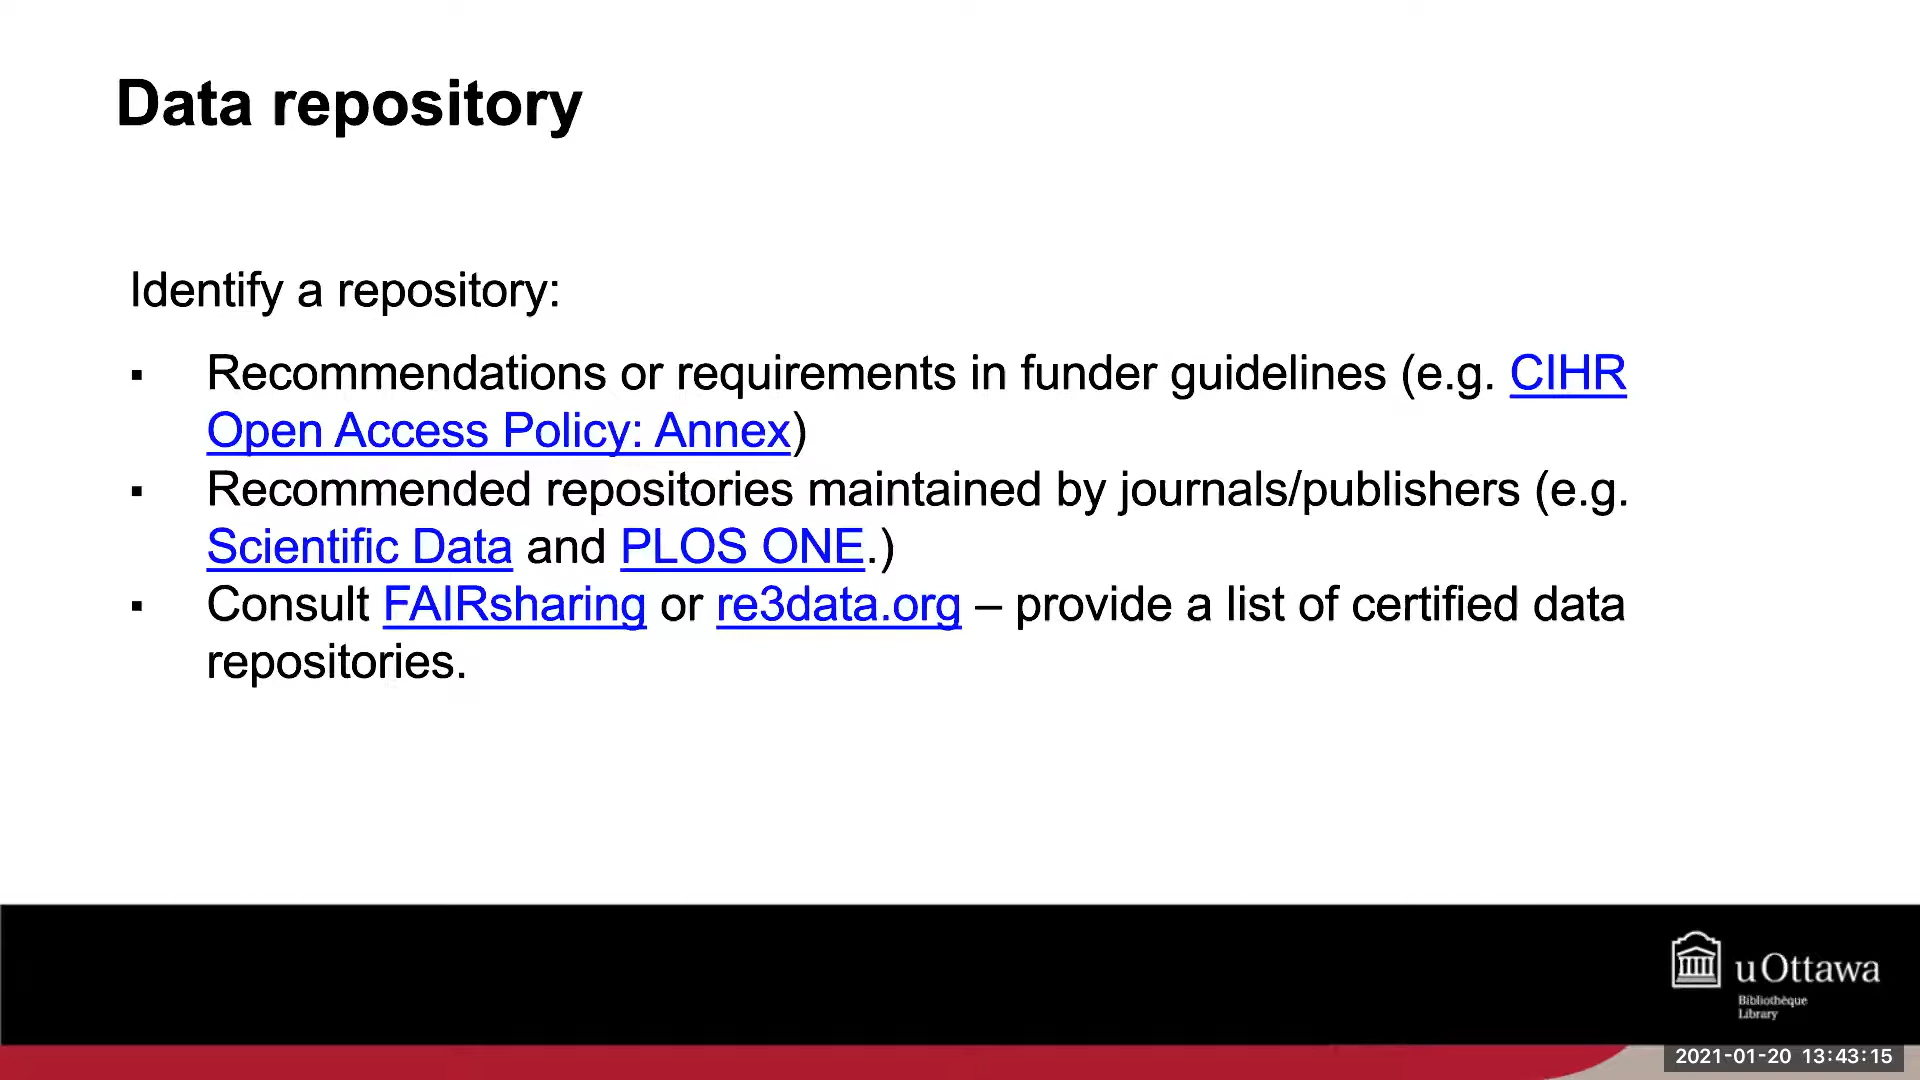 Data repository
Identify a repository:
▪ Recommendations or requirements in funder guidelines (e.g. CIHR
Open Access Policy: Annex)
▪ Recommended repositories maintained by journals/publishers (e.g.
Scientific Data and PLOS ONE.)
▪ Consult FAIRsharing or re3data.org – provide a list of certified data
repositories.
uOttawa
Bibliothèque
Library
2021-01-20 13:43:15